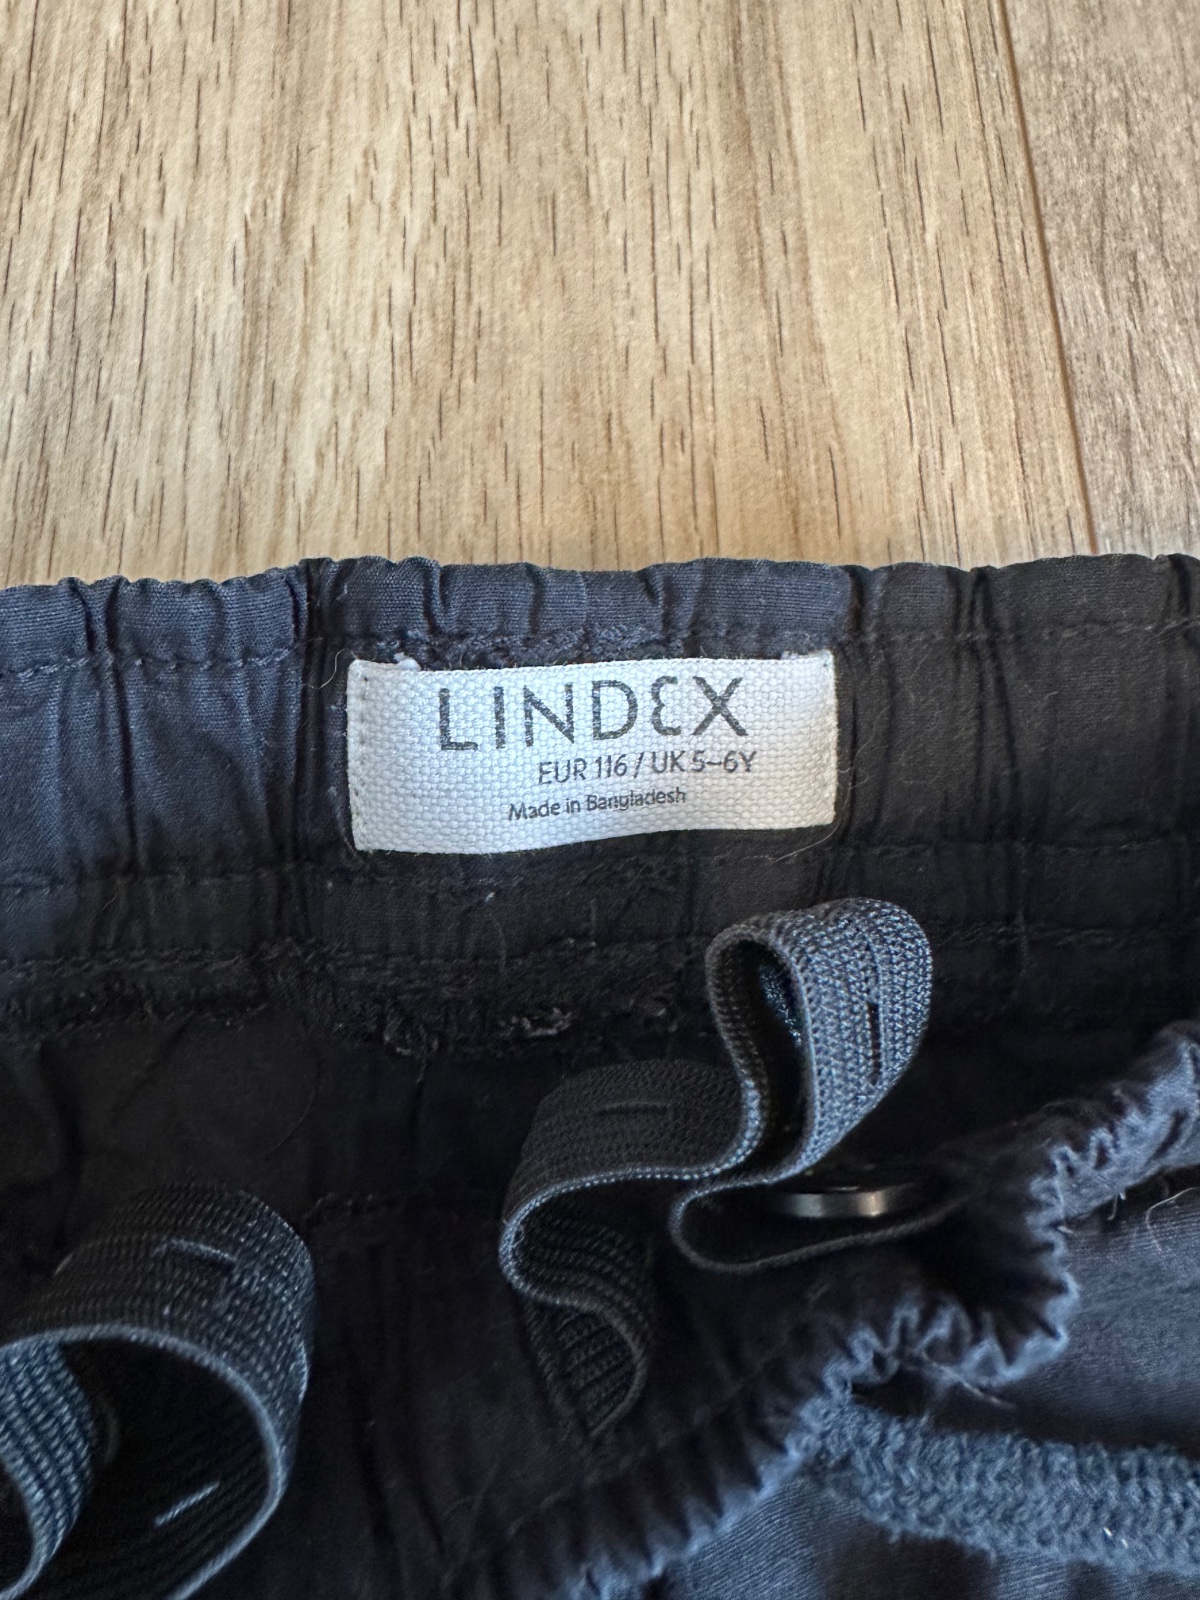 LINDEX
EUR 116 / UK 5–6Y
Made in Bangladesh